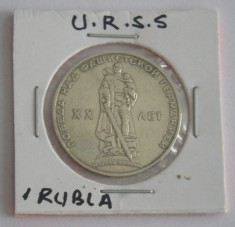 U.R.S.S
ПОБЕДА НАД ФАШИСТСКОЙ ГЕРМАНИЕЙ
XX ЛЕТ
1 RUBLA